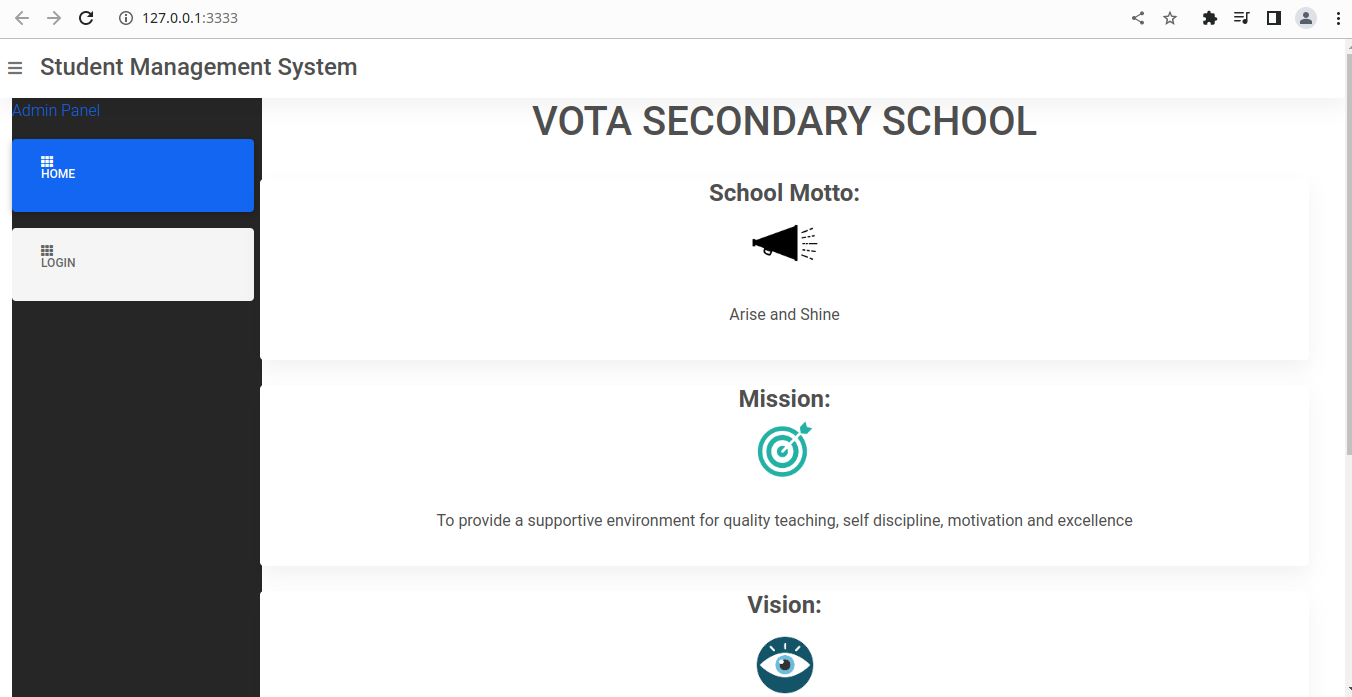 127.0.0.1:3333
Student Management System
Admin Panel
HOME
LOGIN
VOTA SECONDARY SCHOOL
School Motto:
Arise and Shine
Mission:
To provide a supportive environment for quality teaching, self discipline, motivation and excellence
Vision: